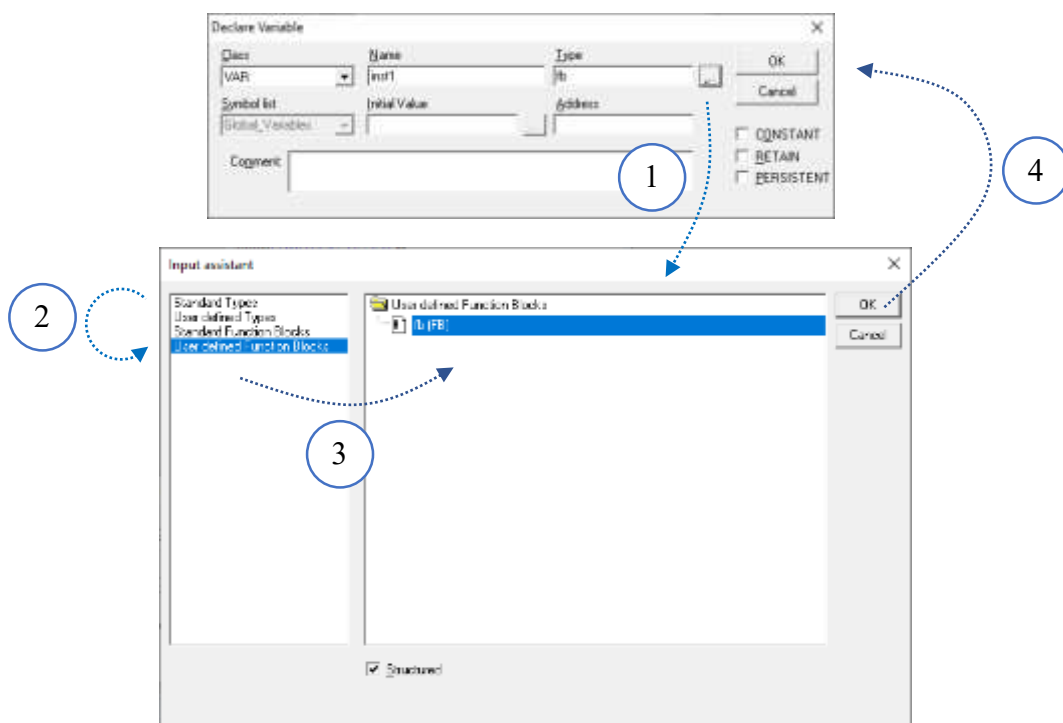 Declare Variable
Class Name Type
VAR inst1 fb ... OK
Cancel
Symbol list Initial Value Address
Global_Variables
CONSTANT
RETAIN
PERSISTENT
Comment
1
4
Input assistant
2
Standard Types
User defined Types
Standard Function Blocks
User defined Function Blocks
User defined Function Blocks
fb (FB)
OK
Cancel
3
Structured